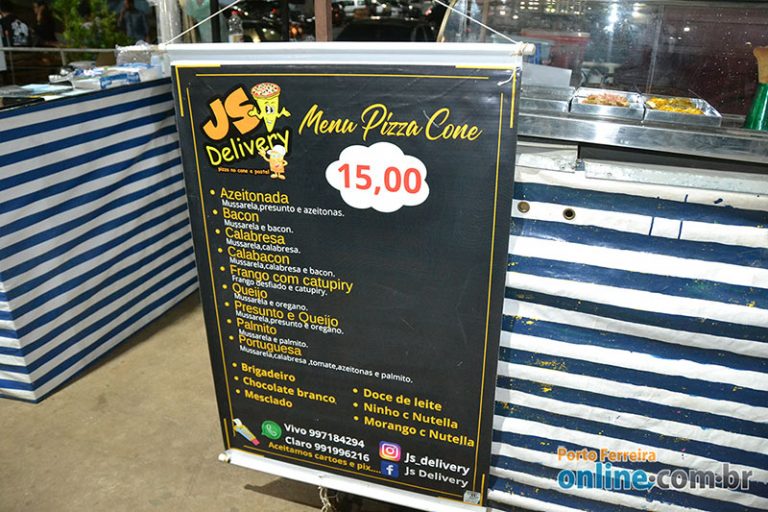 JS
Delivery
pizza no cone e pastel
Menu Pizza Cone
15,00
• Azeitonada
Mussarela,presunto e azeitonas.
• Bacon
Mussarela e bacon.
• Calabresa
Mussarela,calabresa.
• Calabacon
Mussarela,calabresa e bacon.
• Frango com catupiry
Frango desfiado e catupiry.
• Queijo
Mussarela e oregano.
• Presunto e Queijo
Mussarela,presunto e oregano.
• Palmito
Mussarela e palmito.
• Portuguesa
Mussarela,calabresa ,tomate,azeitonas e palmito.
• Brigadeiro
• Chocolate branco
• Mesclado
• Doce de leite
• Ninho c Nutella
• Morango c Nutella
Vivo 997184294
Claro 991996216
Aceitamos cartoes e pix....
Js_delivery
Js Delivery
Porto Ferreira
online.com.br